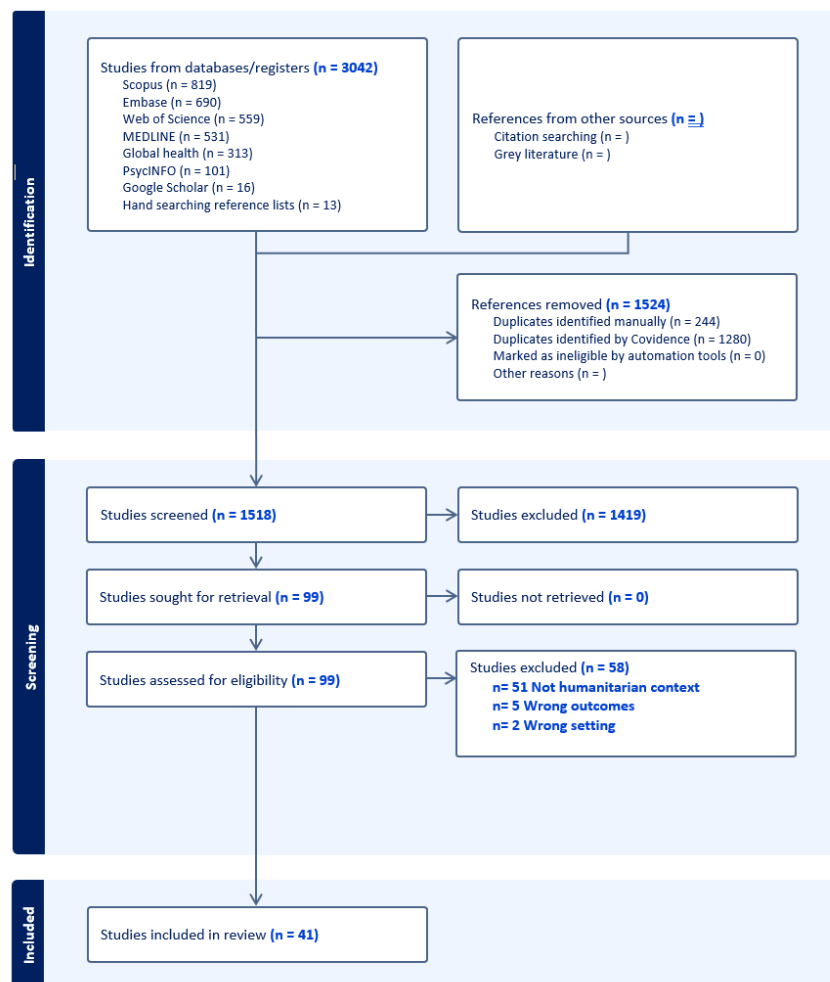 Identification
Studies from databases/registers (n = 3042)
Scopus (n = 819)
Embase (n = 690)
Web of Science (n = 559)
MEDLINE (n = 531)
Global health (n = 313)
PsycINFO (n = 101)
Google Scholar (n = 16)
Hand searching reference lists (n = 13)
References from other sources (n = )
Citation searching (n = )
Grey literature (n = )
References removed (n = 1524)
Duplicates identified manually (n = 244)
Duplicates identified by Covidence (n = 1280)
Marked as ineligible by automation tools (n = 0)
Other reasons (n = )
Screening
Studies screened (n = 1518)
Studies excluded (n = 1419)
Studies sought for retrieval (n = 99)
Studies not retrieved (n = 0)
Studies assessed for eligibility (n = 99)
Studies excluded (n = 58)
n= 51 Not humanitarian context
n= 5 Wrong outcomes
n= 2 Wrong setting
Included
Studies included in review (n = 41)